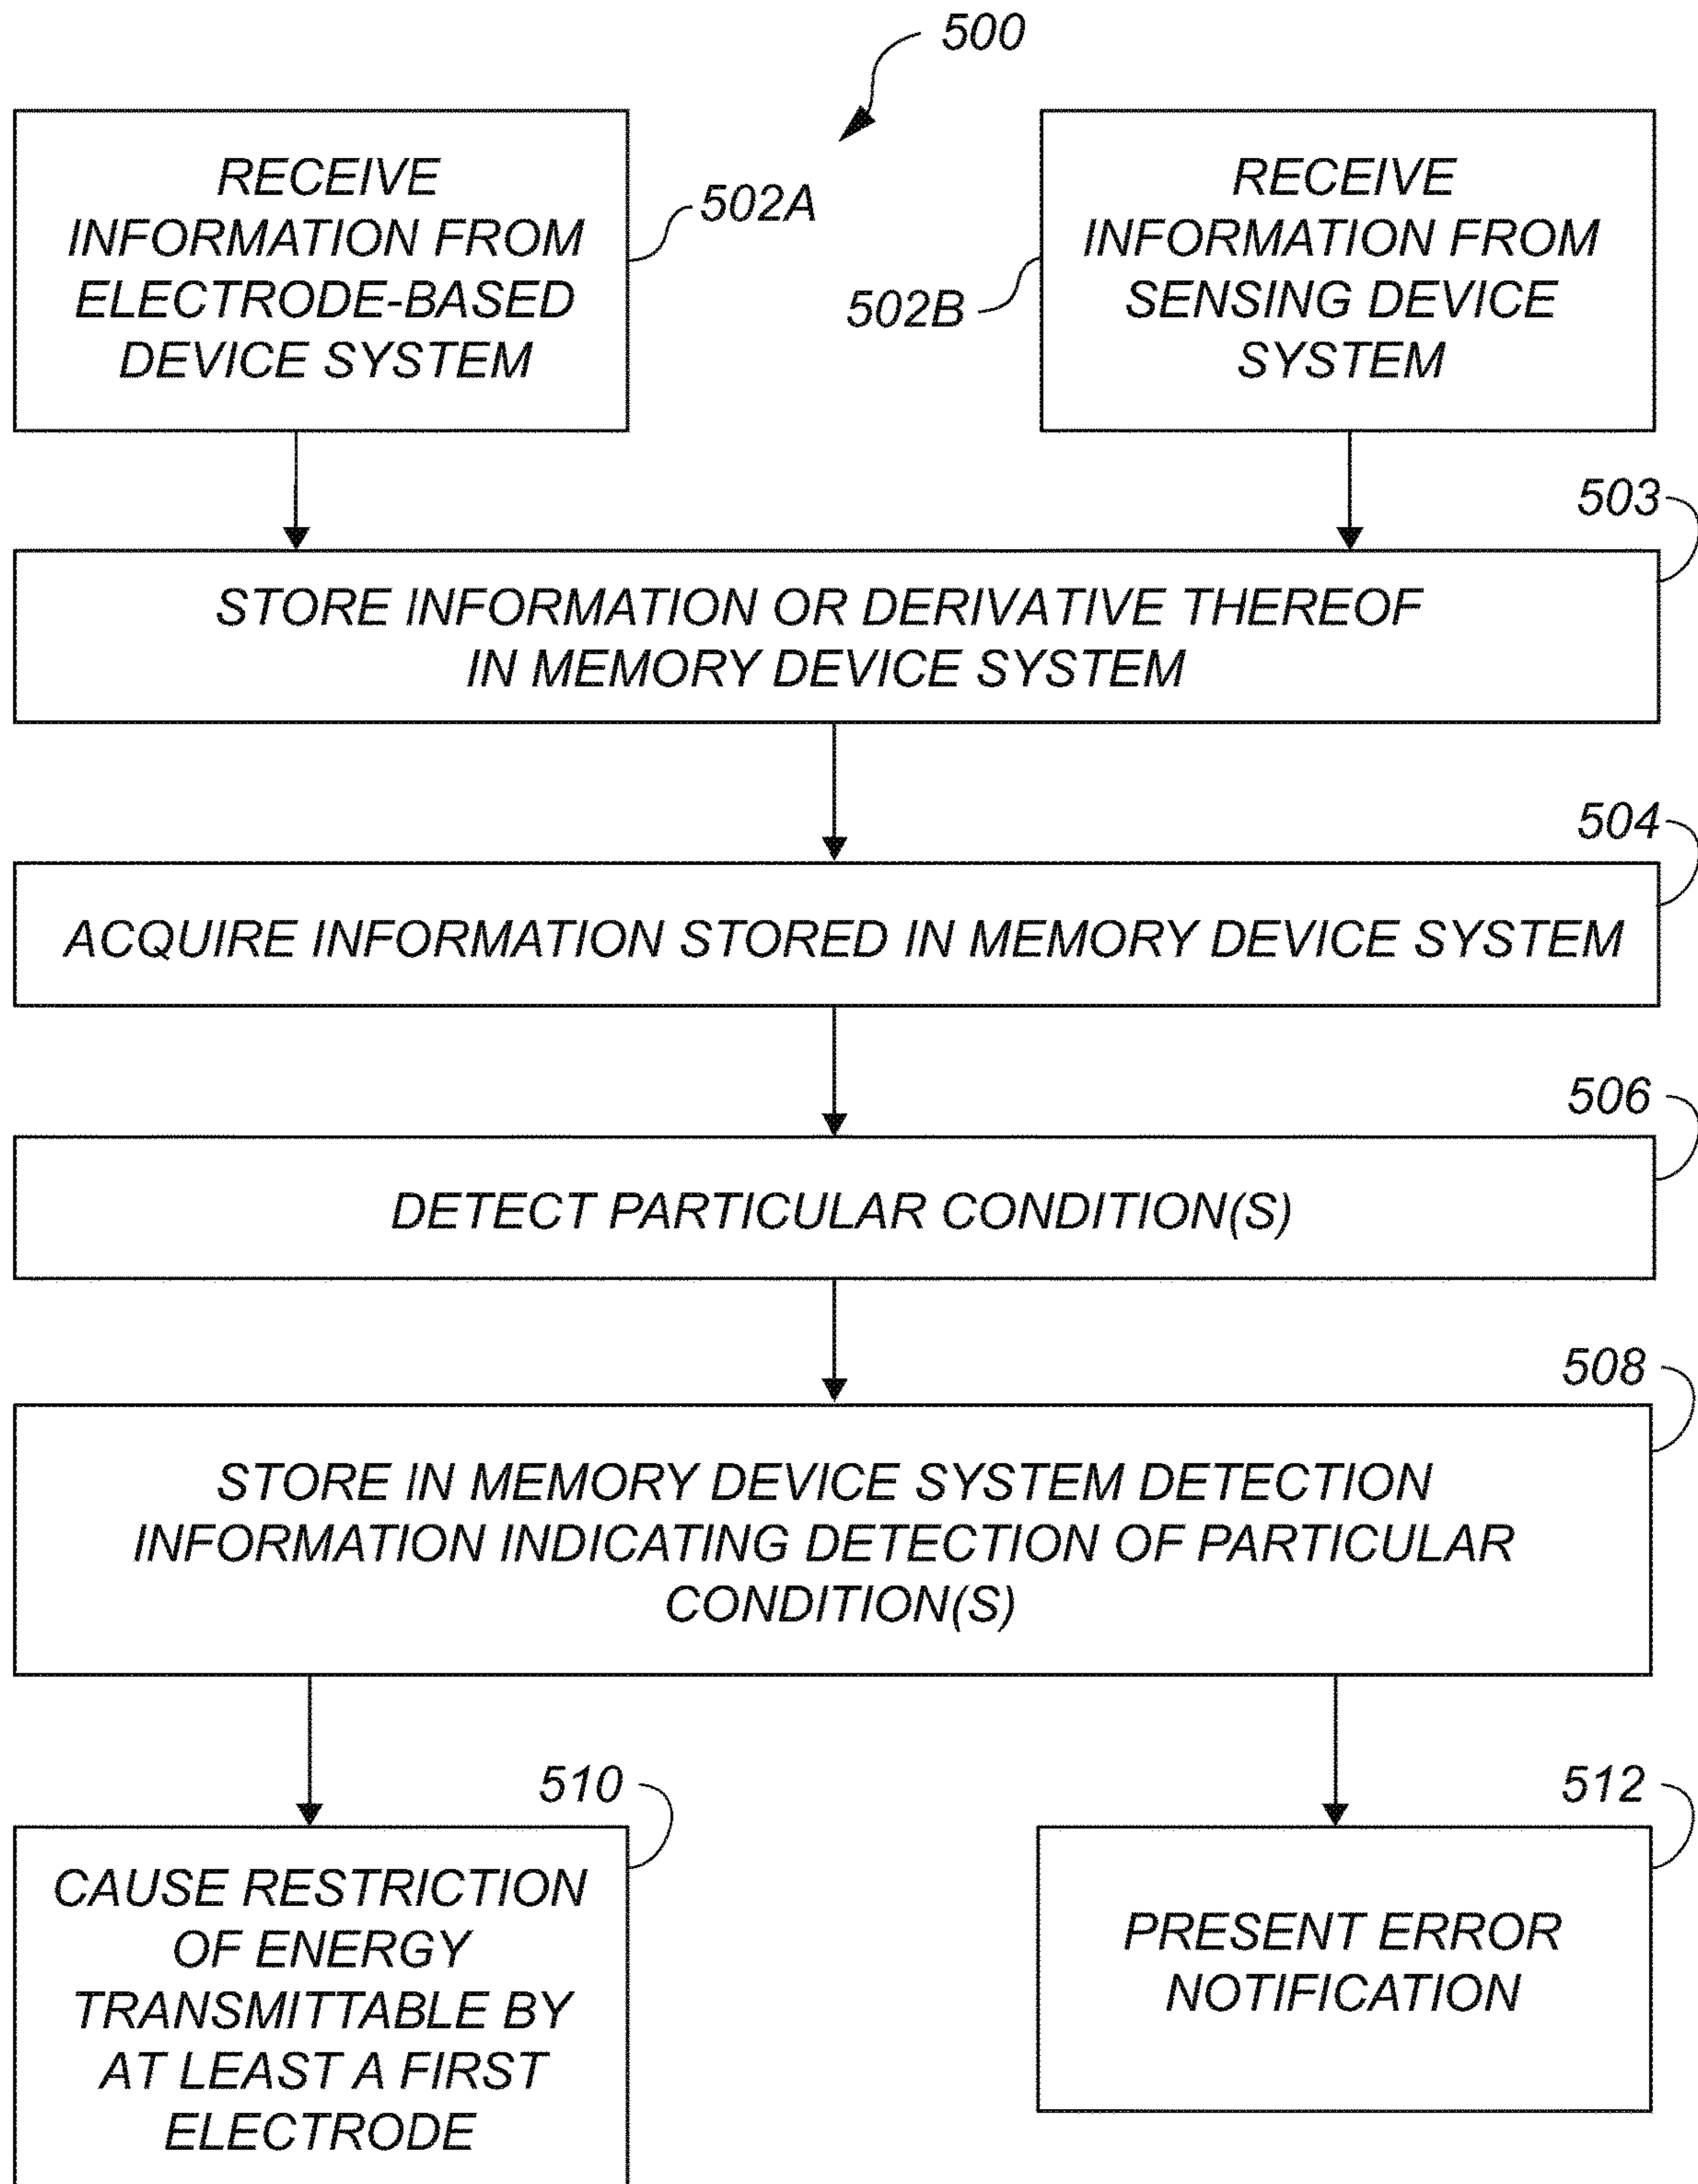 500
RECEIVE
INFORMATION FROM
ELECTRODE-BASED
DEVICE SYSTEM
502A
RECEIVE
INFORMATION FROM
SENSING DEVICE
SYSTEM
502B
503
STORE INFORMATION OR DERIVATIVE THEREOF
IN MEMORY DEVICE SYSTEM
504
ACQUIRE INFORMATION STORED IN MEMORY DEVICE SYSTEM
506
DETECT PARTICULAR CONDITION(S)
508
STORE IN MEMORY DEVICE SYSTEM DETECTION
INFORMATION INDICATING DETECTION OF PARTICULAR
CONDITION(S)
510
CAUSE RESTRICTION
OF ENERGY
TRANSMITTABLE BY
AT LEAST A FIRST
ELECTRODE
512
PRESENT ERROR
NOTIFICATION